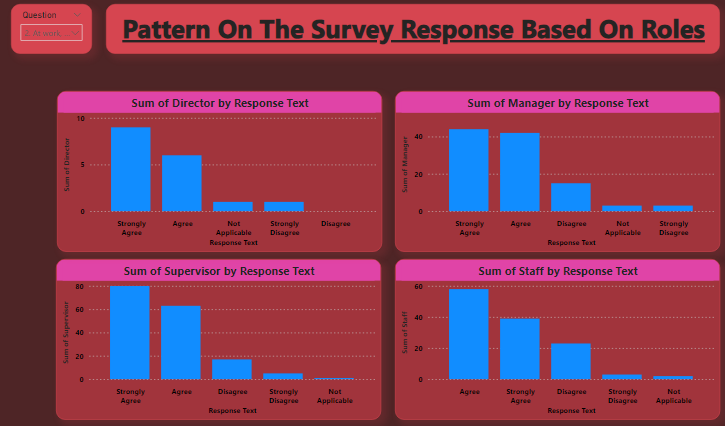 Question
2. At work, ...
Pattern On The Survey Response Based On Roles
Sum of Director by Response Text
Sum of Director
10
5
0
Strongly Agree
Agree
Not Applicable
Strongly Disagree
Disagree
Response Text
Sum of Manager by Response Text
Sum of Manager
40
20
0
Strongly Agree
Agree
Disagree
Not Applicable
Strongly Disagree
Response Text
Sum of Supervisor by Response Text
Sum of Supervisor
80
60
40
20
0
Strongly Agree
Agree
Disagree
Strongly Disagree
Not Applicable
Response Text
Sum of Staff by Response Text
Sum of Staff
60
40
20
0
Agree
Strongly Agree
Disagree
Strongly Disagree
Not Applicable
Response Text